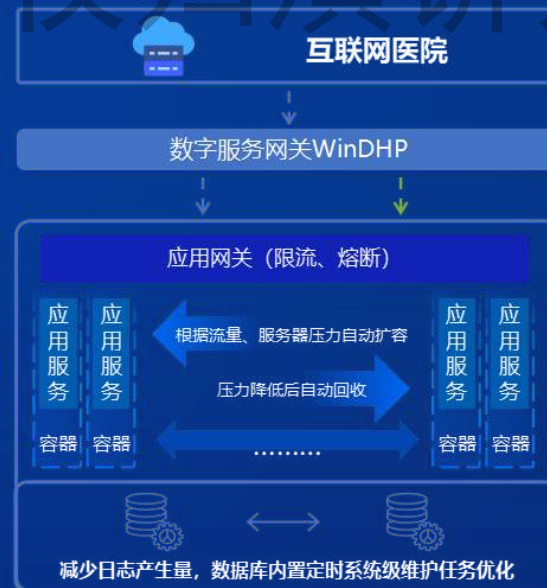 互联网医院
数字服务网关WinDHP
应用网关（限流、熔断）
应用服务
应用服务
根据流量、服务器压力自动扩容
压力降低后自动回收
………
应用服务
应用服务
容器
容器
容器
容器
减少日志产生量，数据库内置定时系统级维护任务优化